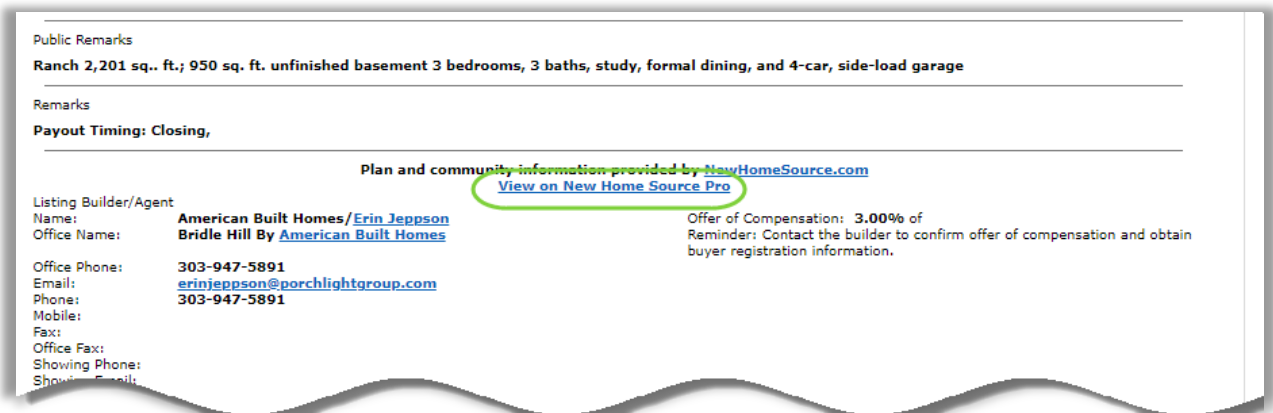 Public Remarks
Ranch 2,201 sq.. ft.; 950 sq. ft. unfinished basement 3 bedrooms, 3 baths, study, formal dining, and 4-car, side-load garage
Remarks
Payout Timing: Closing,
Plan and community information provided by NewHomeSource.com
View on New Home Source Pro
Listing Builder/Agent
Name: American Built Homes/Erin Jeppson
Office Name: Bridle Hill By American Built Homes
Office Phone: 303-947-5891
Email: erinjeppson@porchlightgroup.com
Phone: 303-947-5891
Mobile:
Fax:
Office Fax:
Showing Phone:
Showing Email:
Offer of Compensation: 3.00% of
Reminder: Contact the builder to confirm offer of compensation and obtain
buyer registration information.